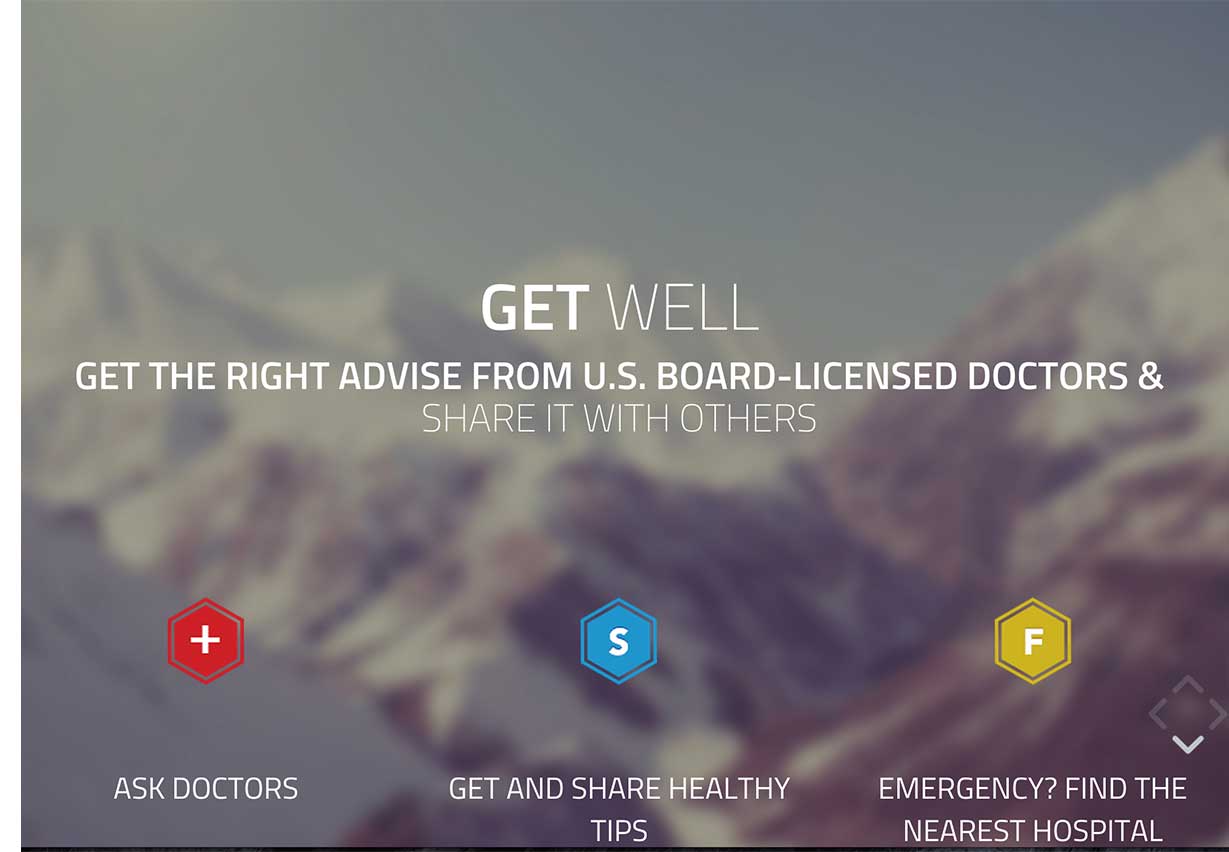 GET WELL
GET THE RIGHT ADVISE FROM U.S. BOARD-LICENSED DOCTORS &
SHARE IT WITH OTHERS
+
S
F
ASK DOCTORS
GET AND SHARE HEALTHY
TIPS
EMERGENCY? FIND THE
NEAREST HOSPITAL